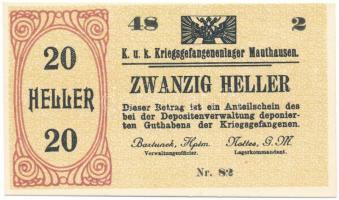 48 2
K. u. k. Kriegsgefangenenlager Mauthausen.
20
HELLER
20
ZWANZIG HELLER
Dieser Betrag ist ein Anteilschein des
bei der Depositenverwaltung deponier-
ten Guthabens der Kriegsgefangenen.
Bartunek, Hptm. Nottes, G.M.
Verwaltungsoffizier. Lagerkommandant.
Nr. 82